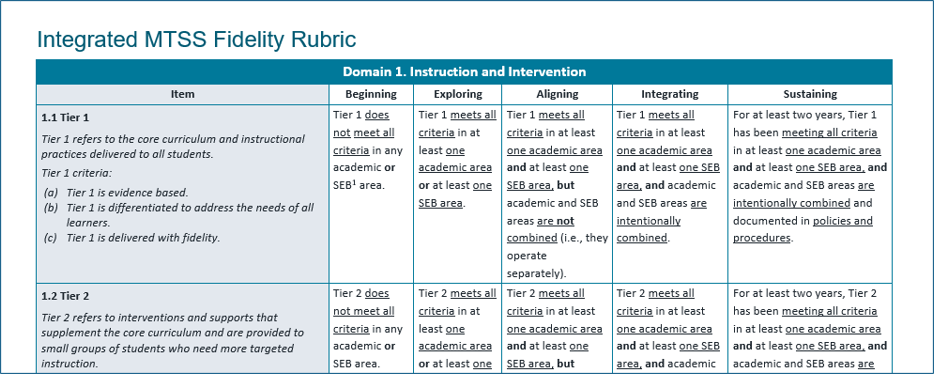 Integrated MTSS Fidelity Rubric
Domain 1. Instruction and Intervention
Item
Beginning
Exploring
Aligning
Integrating
Sustaining
1.1 Tier 1
Tier 1 refers to the core curriculum and instructional
practices delivered to all students.
Tier 1 criteria:
(a) Tier 1 is evidence based.
(b) Tier 1 is differentiated to address the needs of all
learners.
(c) Tier 1 is delivered with fidelity.
Tier 1 does
not meet all
criteria in any
academic or
SEB¹ area.
Tier 1 meets all
criteria in at
least one
academic area
or at least one
SEB area.
Tier 1 meets all
criteria in at least
one academic area
and at least one
SEB area, but
academic and SEB
areas are not
combined (i.e., they
operate
separately).
Tier 1 meets all
criteria in at least
one academic area
and at least one SEB
area, and academic
and SEB areas are
intentionally
combined.
For at least two years, Tier 1
has been meeting all criteria
in at least one academic area
and at least one SEB area, and
academic and SEB areas are
intentionally combined and
documented in policies and
procedures.
1.2 Tier 2
Tier 2 refers to interventions and supports that
supplement the core curriculum and are provided to
small groups of students who need more targeted
instruction.
Tier 2 does
not meet all
criteria in any
academic or
SEB area.
Tier 2 meets all
criteria in at
least one
academic area
or at least one
Tier 2 meets all
criteria in at least
one academic area
and at least one
SEB area, but
Tier 2 meets all
criteria in at least
one academic area
and at least one SEB
area, and academic
For at least two years, Tier 2
has been meeting all criteria
in at least one academic area
and at least one SEB area, and
academic and SEB areas are